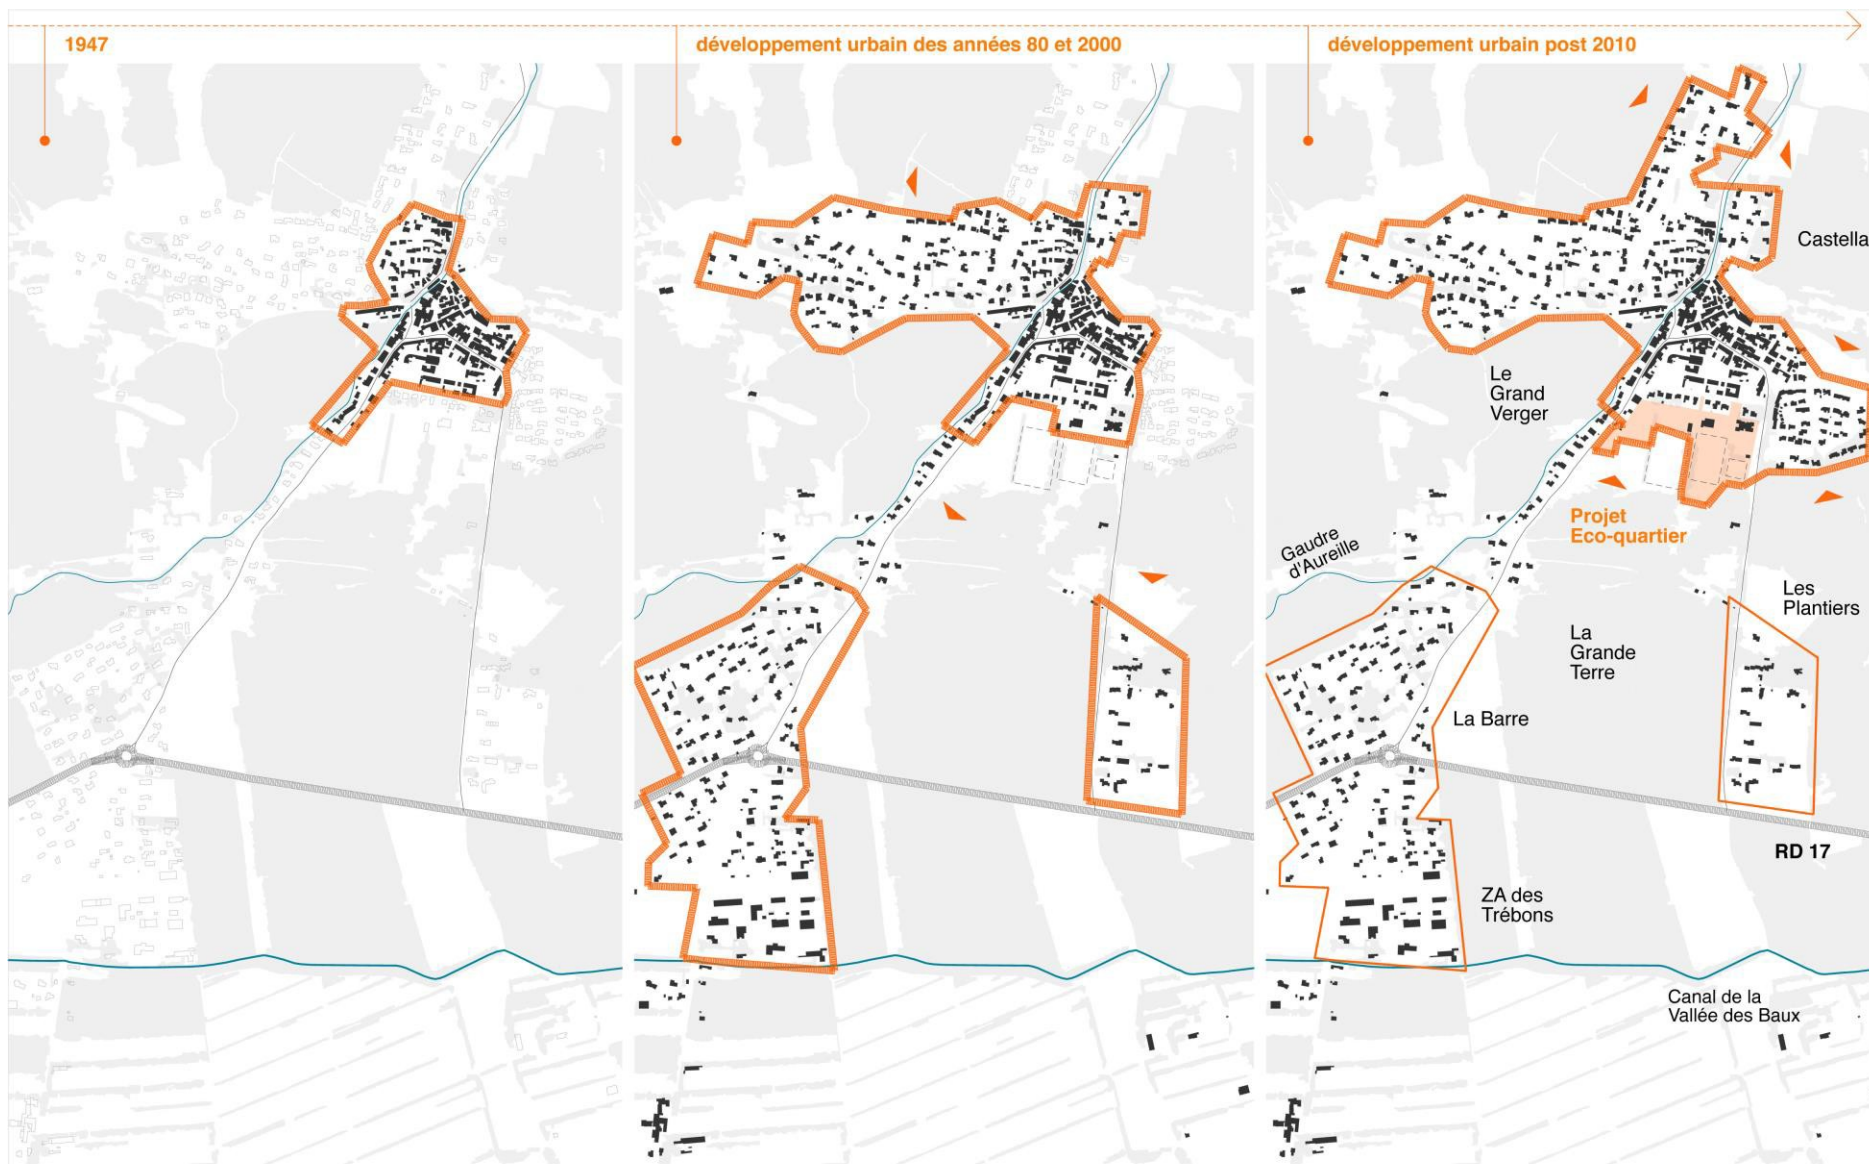 1947
développement urbain des années 80 et 2000
développement urbain post 2010
Castella
Le
Grand
Verger
Projet
Eco-quartier
Gaudre
d'Aureille
Les
Plantiers
La
Grande
Terre
La Barre
RD 17
ZA des
Trébons
Canal de la
Vallée des Baux